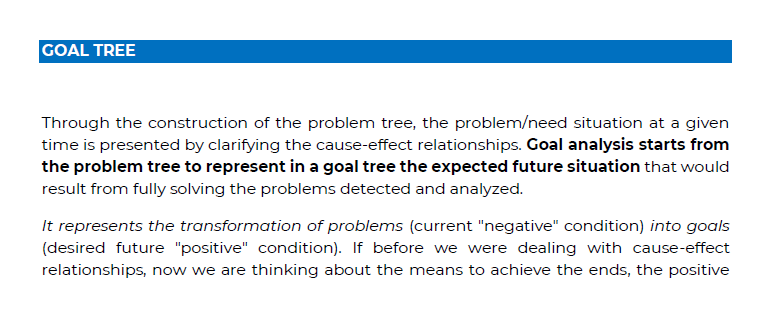 GOAL TREE
Through the construction of the problem tree, the problem/need situation at a given
time is presented by clarifying the cause-effect relationships. Goal analysis starts from
the problem tree to represent in a goal tree the expected future situation that would
result from fully solving the problems detected and analyzed.
It represents the transformation of problems (current "negative" condition) into goals
(desired future "positive" condition). If before we were dealing with cause-effect
relationships, now we are thinking about the means to achieve the ends, the positive